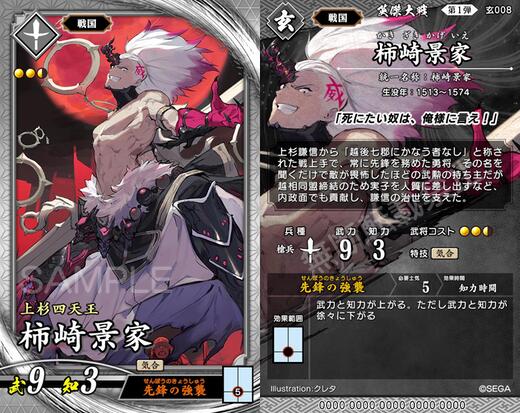 戦国
SAMPLE
上杉四天王
柿崎景家
気合
武9 知3
せんぽうのきょうしゅう
先鋒の強襲
5
玄
戦国
英傑大戦
第1弾
玄008
かきざきかげいえ
柿崎景家
統一名称：柿崎景家
生没年：1513～1574
「死にたい奴は、俺様に言え！」
威
上杉謙信から「越後七郡にかなう者なし」と称さ
れた戦上手で、常に先鋒を務めた勇将。その名
を聞くだけで敵が畏怖したほどの武勲の持ち主だが
越相同盟締結のため実子を人質に差し出すなど、
内政面でも貢献し、謙信の治世を支えた。
兵種
武力
知力
武将コスト
槍兵
9
3
特技
気合
せんぽうのきょうしゅう
先鋒の強襲
必要士気
5
効果時間
知力時間
効果範囲
武力と知力が上がる。ただし武力と知力が
徐々に下がる
Illustration:クレタ
©SEGA
0000-0000-0000-0000-0000